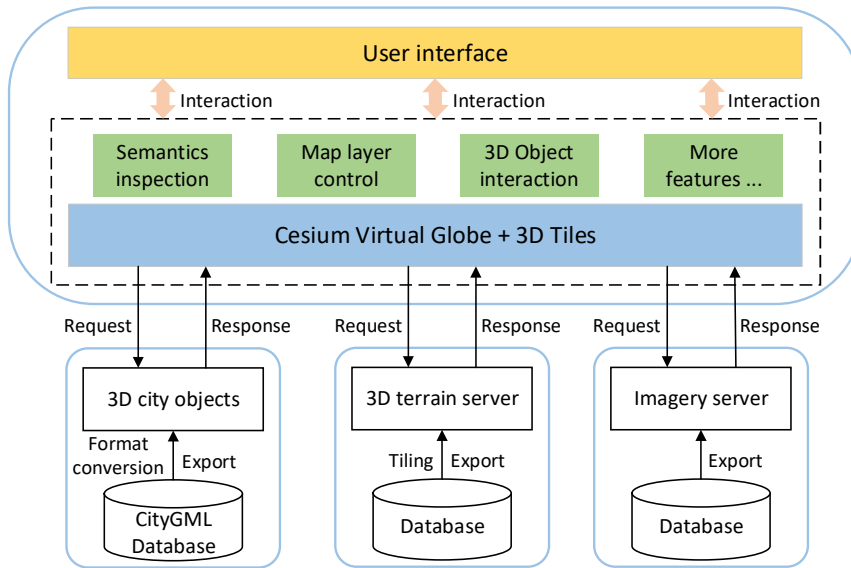 User interface
Interaction
Interaction
Interaction
Semantics
inspection
Map layer
control
3D Object
interaction
More
features ...
Cesium Virtual Globe + 3D Tiles
Request
Response
Request
Response
Request
Response
3D city objects
3D terrain server
Imagery server
Format
conversion
Export
Tiling
Export
Export
CityGML
Database
Database
Database